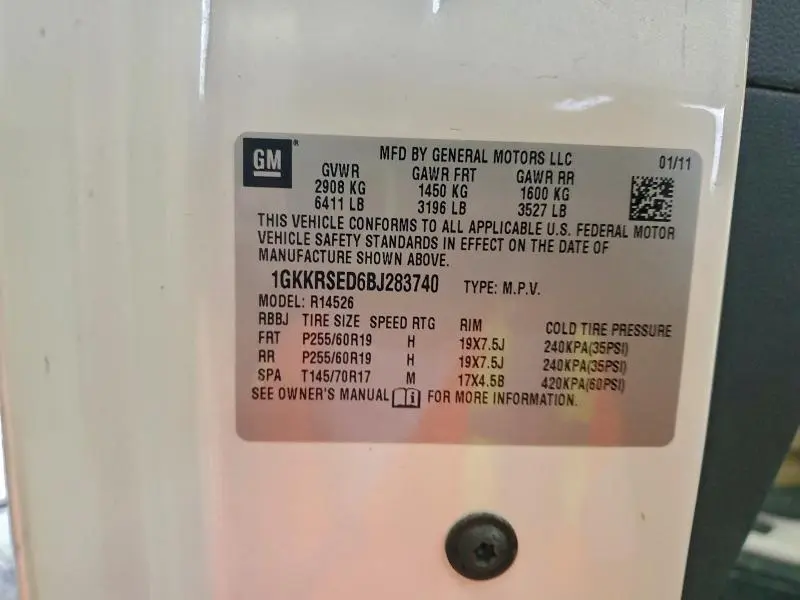 GM
®
MFD BY GENERAL MOTORS LLC 01/11
GVWR GAWR FRT GAWR RR
2908 KG 1450 KG 1600 KG
6411 LB 3196 LB 3527 LB
THIS VEHICLE CONFORMS TO ALL APPLICABLE U.S. FEDERAL MOTOR
VEHICLE SAFETY STANDARDS IN EFFECT ON THE DATE OF
MANUFACTURE SHOWN ABOVE.
1GKKRSED6BJ283740 TYPE: M.P.V.
MODEL: R14526
RBBJ TIRE SIZE SPEED RTG RIM COLD TIRE PRESSURE
FRT P255/60R19 H 19X7.5J 240KPA(35PSI)
RR P255/60R19 H 19X7.5J 240KPA(35PSI)
SPA T145/70R17 M 17X4.5B 420KPA(60PSI)
SEE OWNER'S MANUAL i FOR MORE INFORMATION.